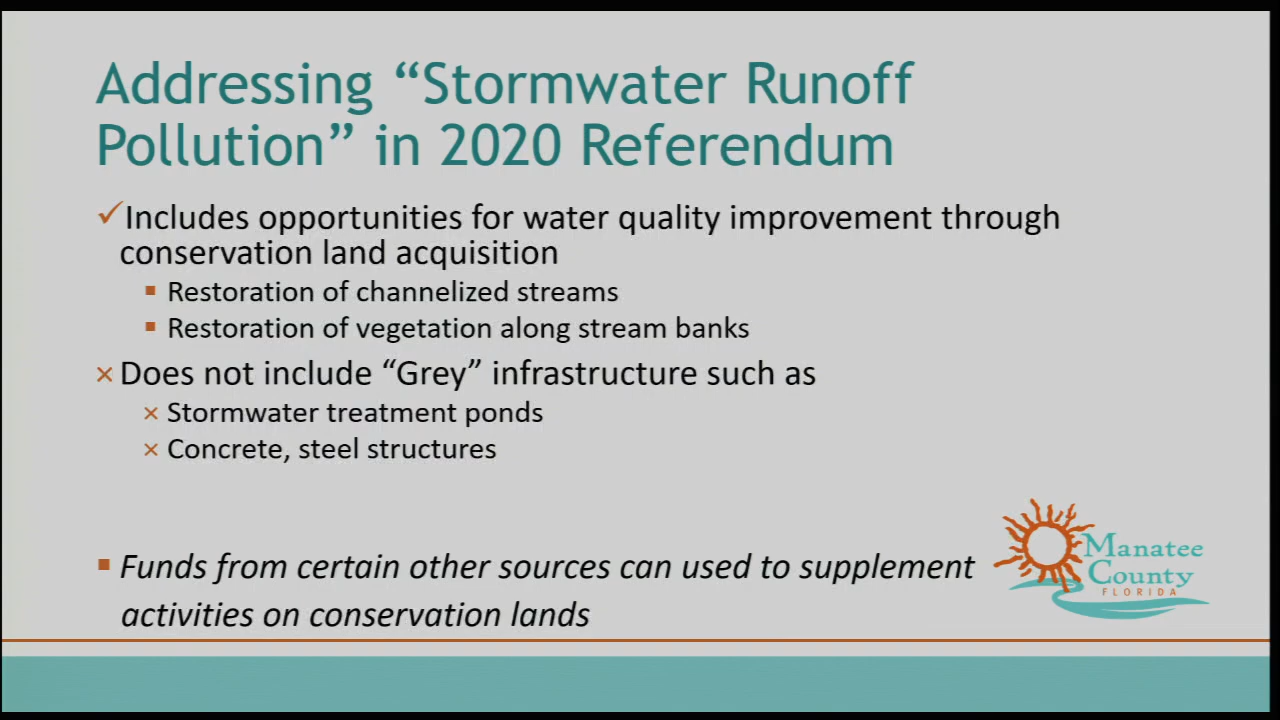 Addressing “Stormwater Runoff
Pollution” in 2020 Referendum
Includes opportunities for water quality improvement through
conservation land acquisition
Restoration of channelized streams
Restoration of vegetation along stream banks
Does not include “Grey” infrastructure such as
Stormwater treatment ponds
Concrete, steel structures
Funds from certain other sources can used to supplement
activities on conservation lands
Manatee
County
FLORIDA